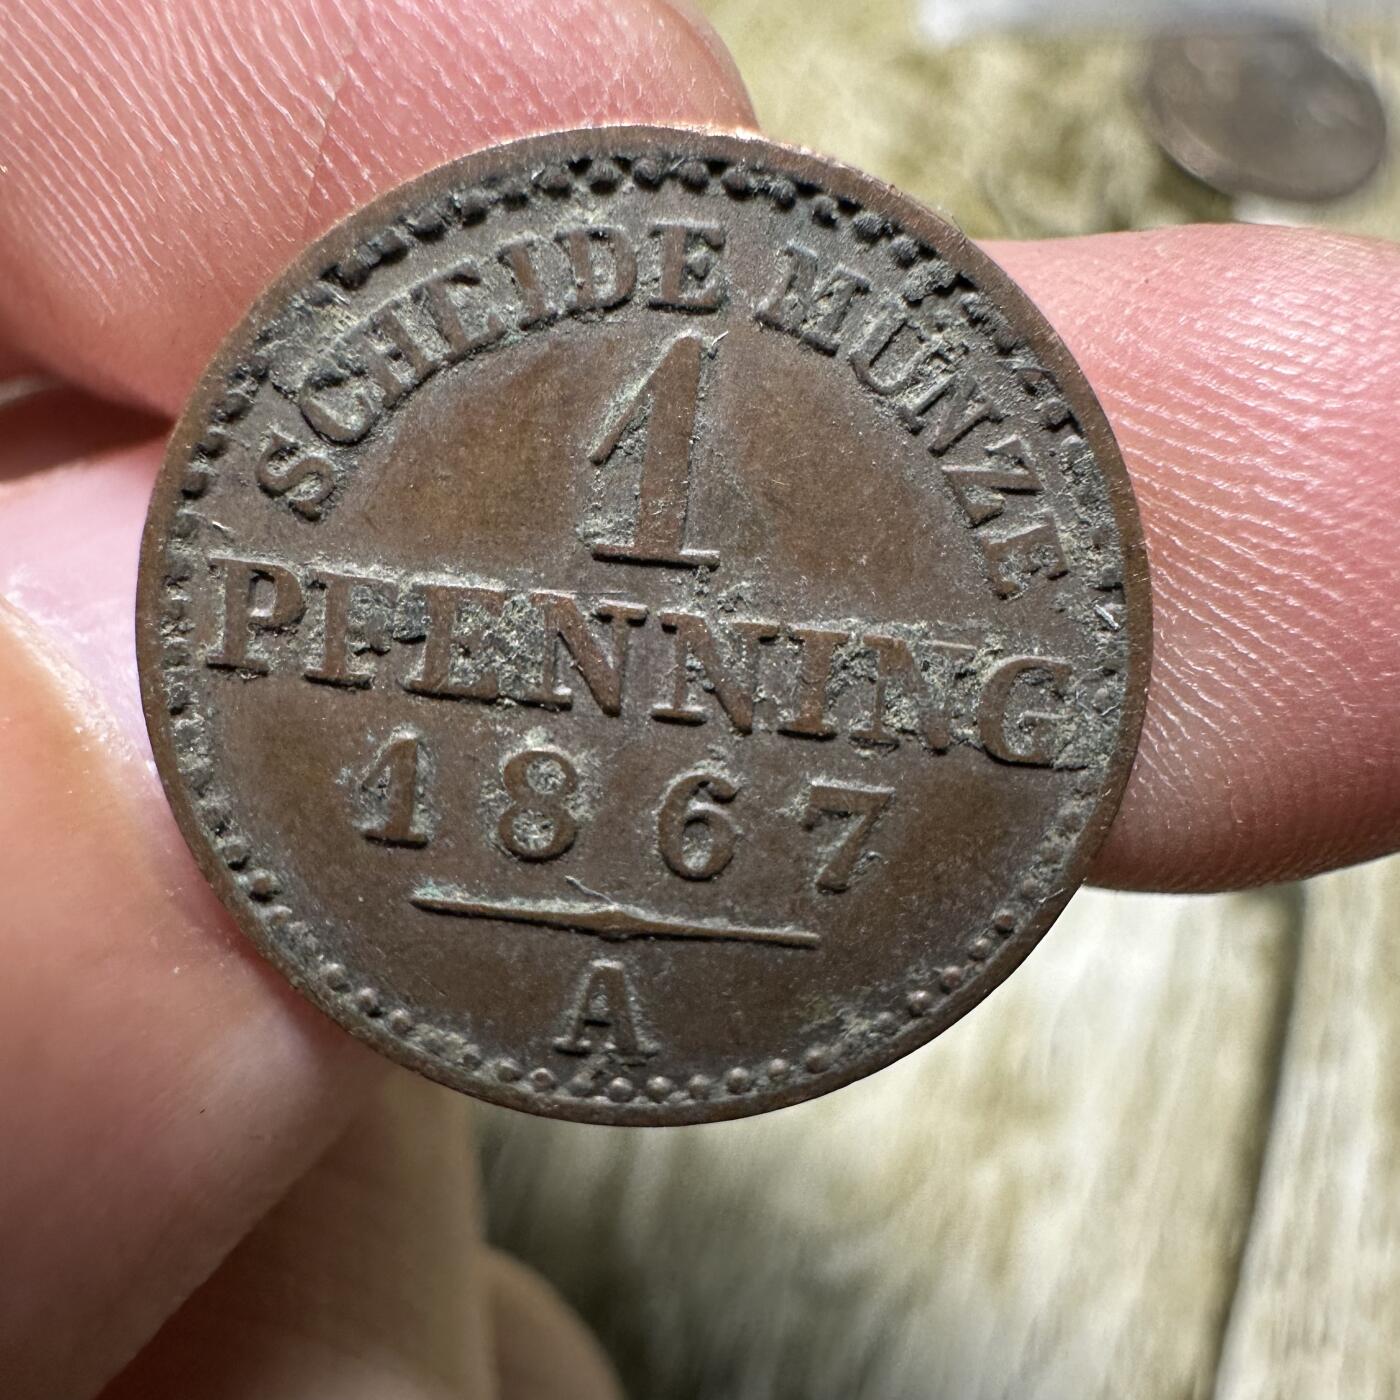 SCHEIDE MÜNZE
1
PFENNING
1867
A